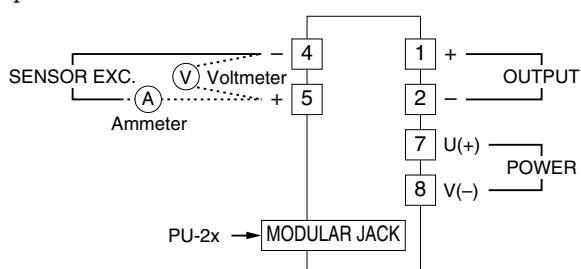 − 4
1 +
SENSOR EXC.
V Voltmeter
OUTPUT
A
+ 5
2 −
Ammeter
7 U(+)
POWER
8 V(−)
PU-2x
MODULAR JACK